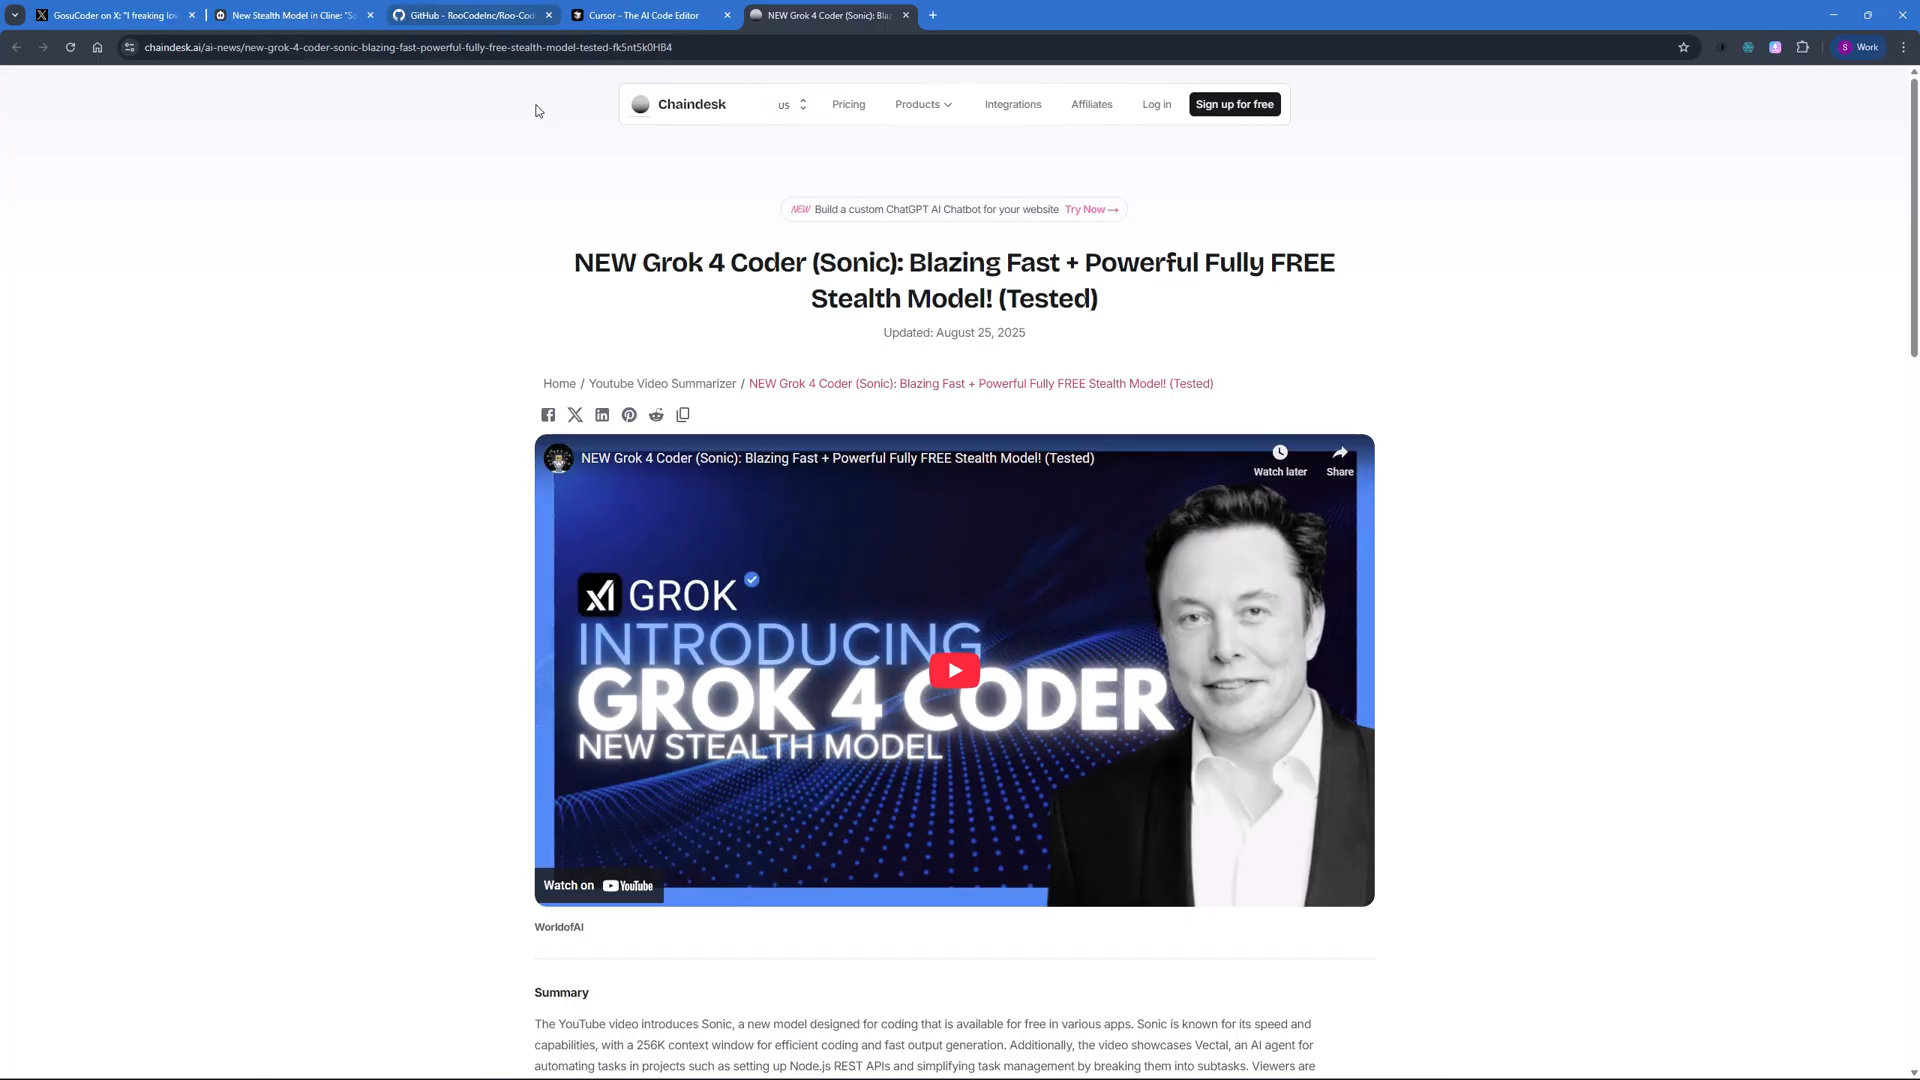 GosuCoder on X: "I freaking lov
New Stealth Model in Cline: "So
GitHub - RooCodeInc/Roo-Cod
Cursor - The AI Code Editor
NEW Grok 4 Coder (Sonic): Blaz
chaindesk.ai/ai-news/new-grok-4-coder-sonic-blazing-fast-powerful-fully-free-stealth-model-tested-fk5nt5k0HB4
S Work
Chaindesk
US
Pricing
Products
Integrations
Affiliates
Log in
Sign up for free
NEW Build a custom ChatGPT AI Chatbot for your website Try Now→
NEW Grok 4 Coder (Sonic): Blazing Fast + Powerful Fully FREE
Stealth Model! (Tested)
Updated: August 25, 2025
Home / Youtube Video Summarizer / NEW Grok 4 Coder (Sonic): Blazing Fast + Powerful Fully FREE Stealth Model! (Tested)
NEW Grok 4 Coder (Sonic): Blazing Fast + Powerful Fully FREE Stealth Model! (Tested)
Watch later
Share
xI GROK
INTRODUCING
GROK 4 CODER
NEW STEALTH MODEL
Watch on YouTube
WorldofAI
Summary
The YouTube video introduces Sonic, a new model designed for coding that is available for free in various apps. Sonic is known for its speed and
capabilities, with a 256K context window for efficient coding and fast output generation. Additionally, the video showcases Vectal, an AI agent for
automating tasks in projects such as setting up Node.js REST APIs and simplifying task management by breaking them into subtasks. Viewers are